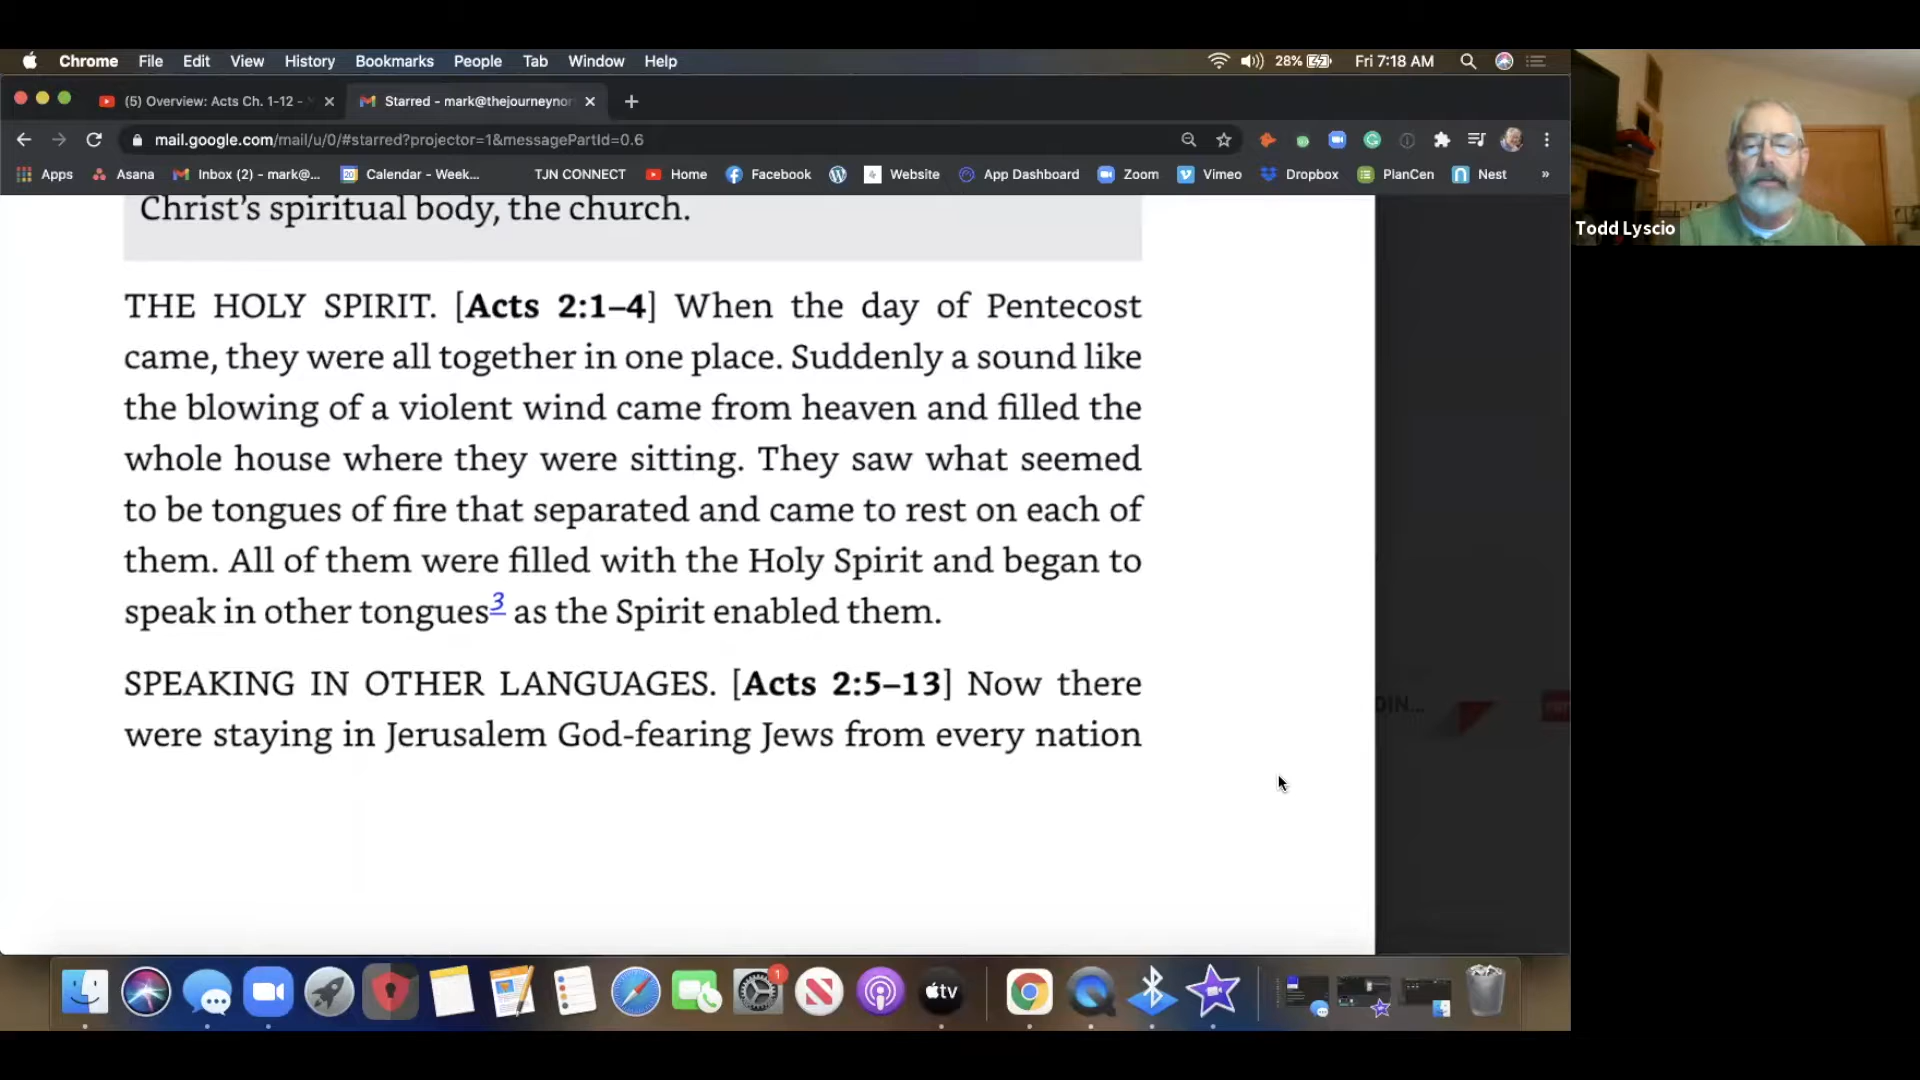 Chrome File Edit View History Bookmarks People Tab Window Help 28% Fri 7:18 AM
(5) Overview: Acts Ch. 1-12 - Starred - mark@thejourneynor
mail.google.com/mail/u/0/#starred?projector=1&messagePartId=0.6
Apps Asana Inbox (2) - mark@... Calendar - Week... TJN CONNECT Home Facebook Website App Dashboard Zoom Vimeo Dropbox PlanCen Nest »
Todd Lyscio
Christ's spiritual body, the church.
THE HOLY SPIRIT. [Acts 2:1–4] When the day of Pentecost
came, they were all together in one place. Suddenly a sound like
the blowing of a violent wind came from heaven and filled the
whole house where they were sitting. They saw what seemed
to be tongues of fire that separated and came to rest on each of
them. All of them were filled with the Holy Spirit and began to
speak in other tongues3 as the Spirit enabled them.
SPEAKING IN OTHER LANGUAGES. [Acts 2:5–13] Now there
were staying in Jerusalem God-fearing Jews from every nation
1
tv